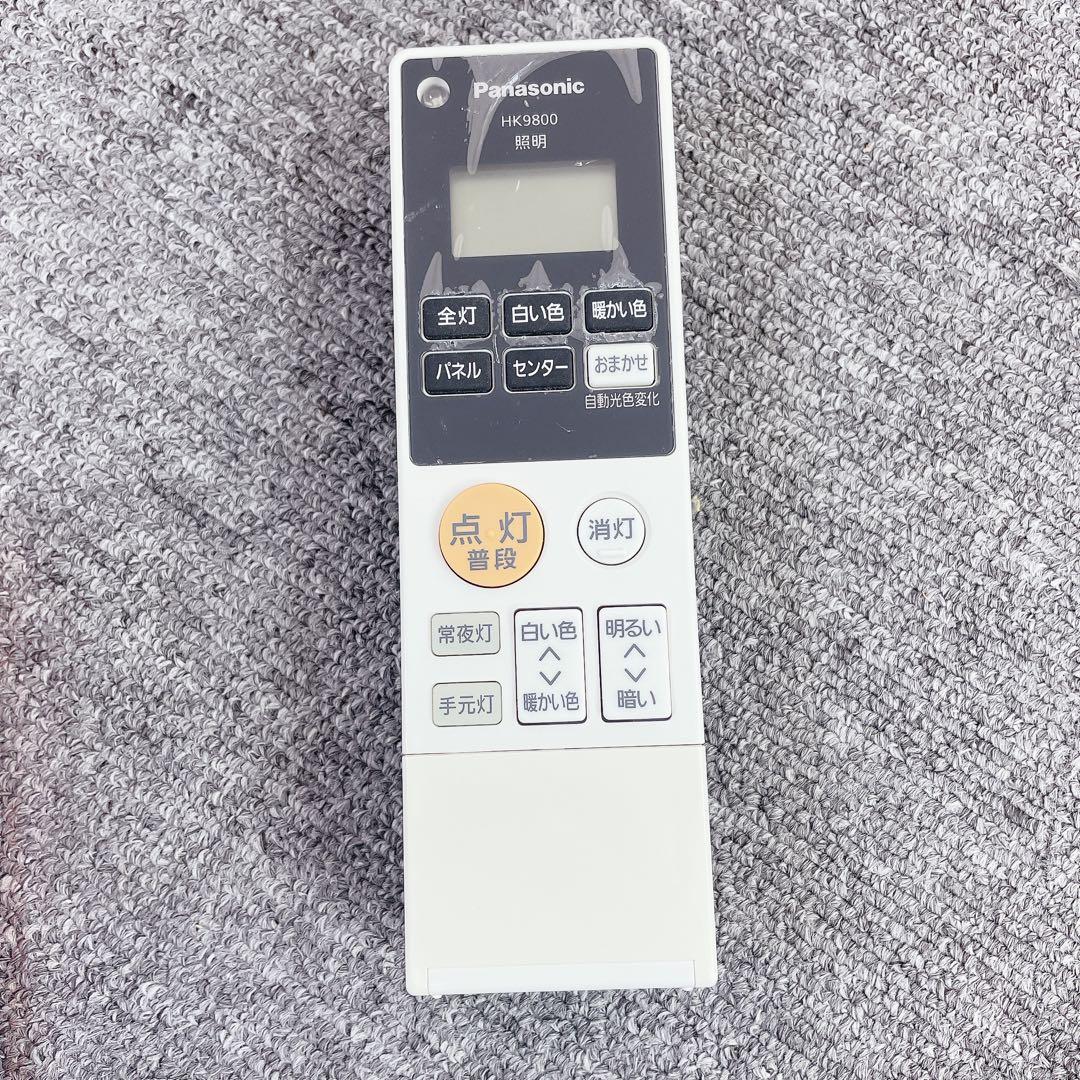 Panasonic
HK9800
照明
全灯
白い色
暖かい色
パネル
センター
おまかせ
自動光色変化
点灯
普段
消灯
常夜灯
白い色
暖かい色
明るい
暗い
手元灯